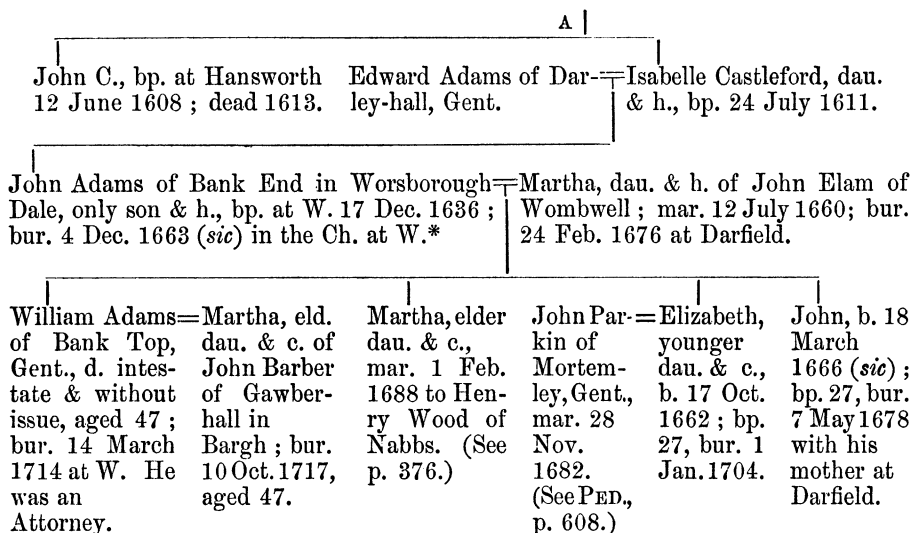 A
John C., bp. at Hansworth
12 June 1608 ; dead 1613.
Edward Adams of Dar-
ley-hall, Gent.
Isabelle Castleford, dau.
& h., bp. 24 July 1611.
John Adams of Bank End in Worsborough
Dale, only son & h., bp. at W. 17 Dec. 1636 ;
bur. 4 Dec. 1663 (sic) in the Ch. at W.*
Martha, dau. & h. of John Elam of
Wombwell ; mar. 12 July 1660; bur.
24 Feb. 1676 at Darfield.
William Adams
of Bank Top,
Gent., d. intes-
tate & without
issue, aged 47 ;
bur. 14 March
1714 at W. He
was an
Attorney.
Martha, eld.
dau. & c. of
John Barber
of Gawber-
hall in
Bargh ; bur.
10 Oct. 1717,
aged 47.
Martha, elder
dau. & c.,
mar. 1 Feb.
1688 to Hen-
ry Wood of
Nabbs. (See
p. 376.)
John Par-
kin of
Mortem-
ley, Gent.,
mar. 28
Nov.
1682.
(See PED.,
p. 608.)
Elizabeth,
younger
dau. & c.,
b. 17 Oct.
1662 ; bp.
27, bur. 1
Jan. 1704.
John, b. 18
March
1666 (sic) ;
bp. 27, bur.
7 May 1678
with his
mother at
Darfield.